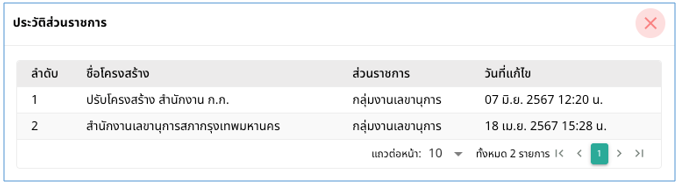 ประวัติส่วนราชการ
ลำดับ ชื่อโครงสร้าง ส่วนราชการ วันที่แก้ไข
1 ปรับโครงสร้าง สำนักงาน ก.ก. กลุ่มงานเลขานุการ 07 มิ.ย. 2567 12:20 น.
2 สำนักงานเลขานุการสภากรุงเทพมหานคร กลุ่มงานเลขานุการ 18 เม.ย. 2567 15:28 น.
แถวต่อหน้า: 10 ทั้งหมด 2 รายการ 1